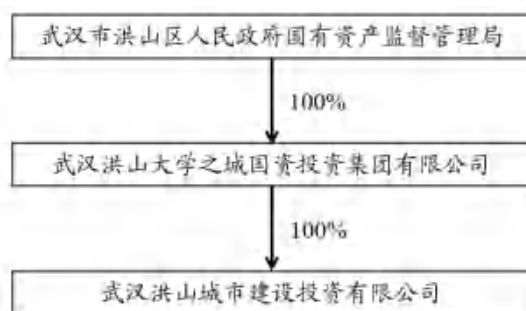 武汉市洪山区人民政府国有资产监督管理局
100%
武汉洪山大学之城国资投资集团有限公司
100%
武汉洪山城市建设投资有限公司